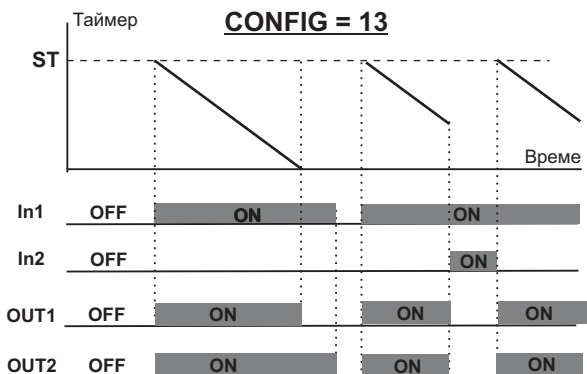 Таймер
CONFIG = 13
ST
Време
In1 OFF ON ON
In2 OFF ON
OUT1 OFF ON ON ON
OUT2 OFF ON ON ON